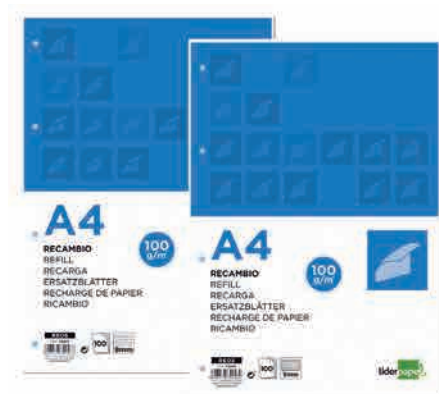 A4
RECAMBIO
REFILL
RECARGA
ERSATZBLÄTTER
RECHARGE DE PAPIER
RICAMBIO
100
g/m²
100
8mm
A4
RECAMBIO
REFILL
RECARGA
ERSATZBLÄTTER
RECHARGE DE PAPIER
RICAMBIO
100
g/m²
100
liderpapel